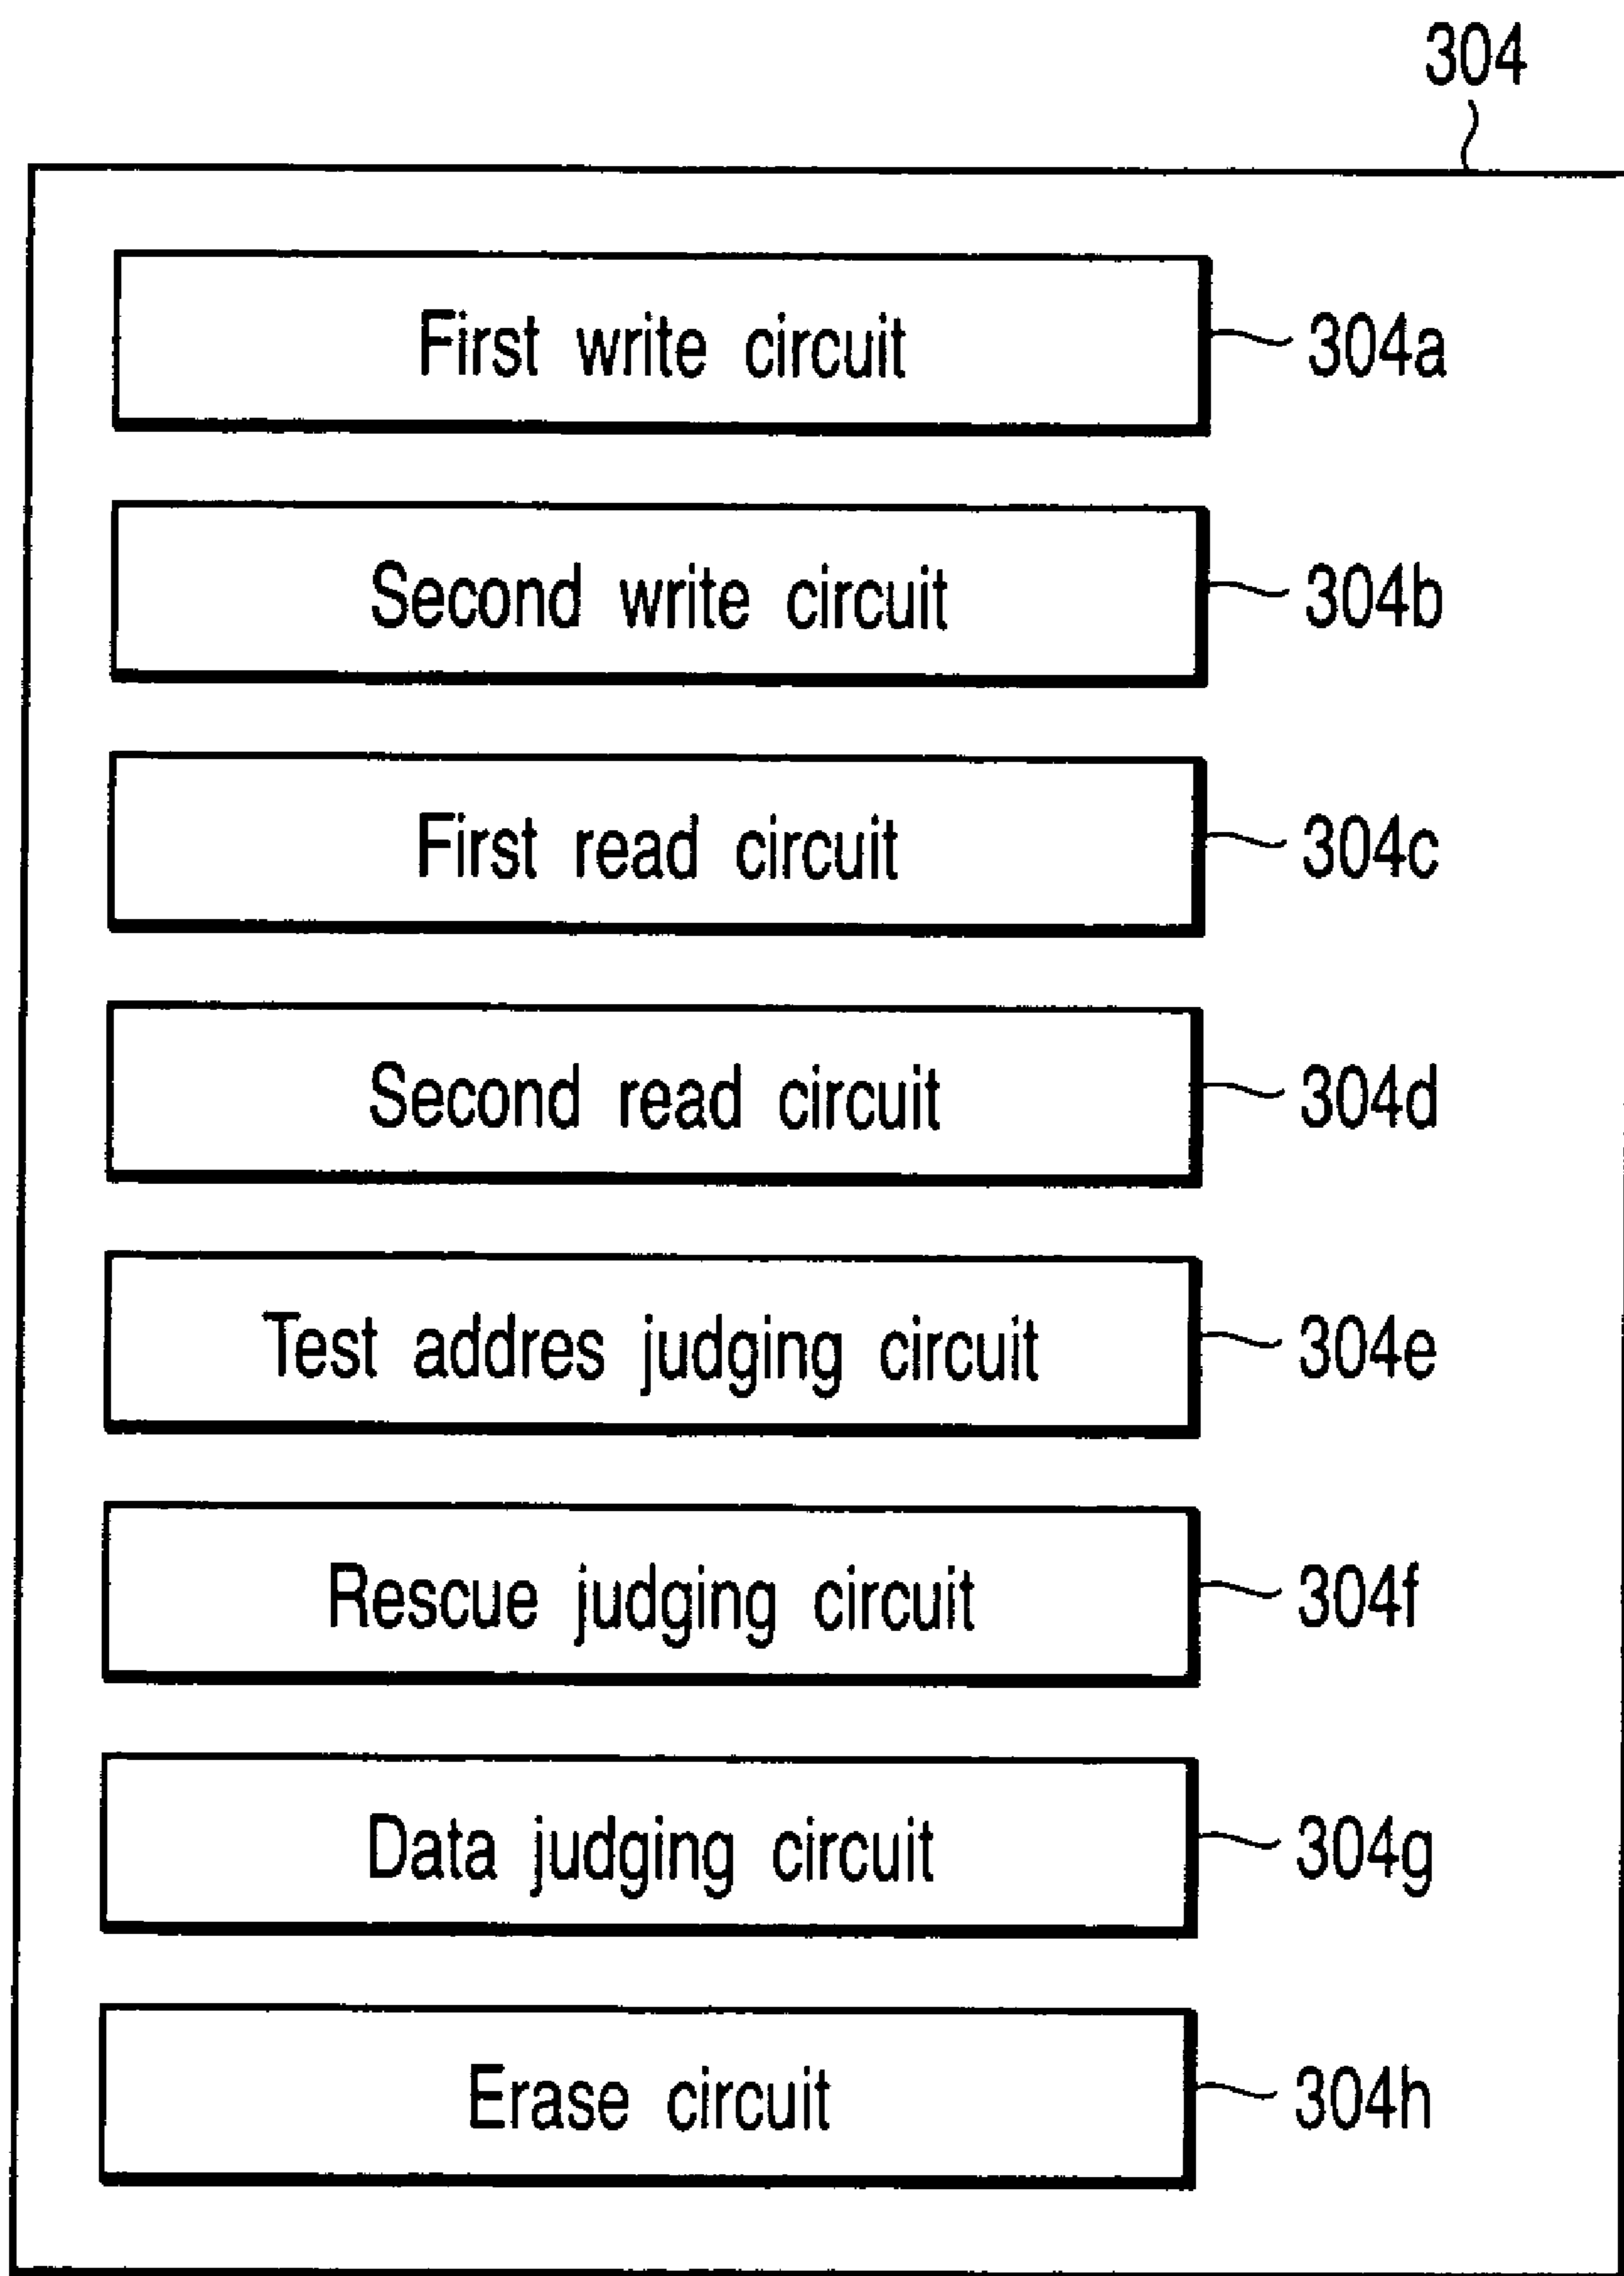 304
First write circuit 304a
Second write circuit 304b
First read circuit 304c
Second read circuit 304d
Test addres judging circuit 304e
Rescue judging circuit 304f
Data judging circuit 304g
Erase circuit 304h